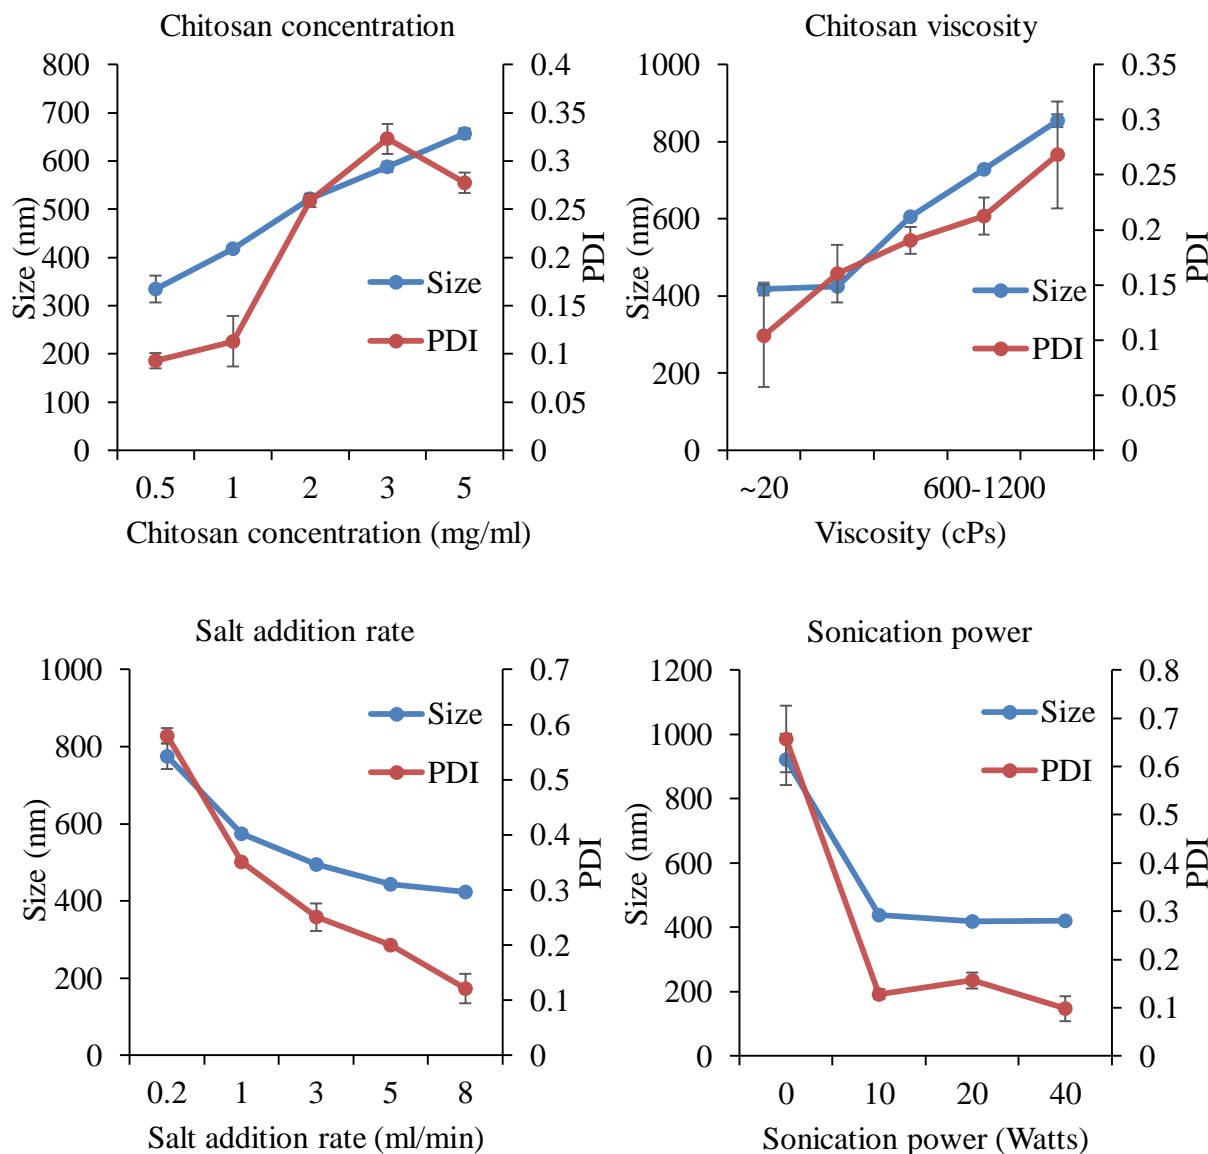 Chitosan concentration
800
700
600
500
400
300
200
100
0
Size (nm)
0.4
0.35
0.3
0.25
0.2
0.15
0.1
0.05
0
PDI
Size
PDI
0.5 1 2 3 5
Chitosan concentration (mg/ml)
Chitosan viscosity
1000
800
600
400
200
0
Size (nm)
0.35
0.3
0.25
0.2
0.15
0.1
0.05
0
PDI
Size
PDI
~20 600-1200
Viscosity (cPs)
Salt addition rate
1000
800
600
400
200
0
Size (nm)
0.7
0.6
0.5
0.4
0.3
0.2
0.1
0
PDI
Size
PDI
0.2 1 3 5 8
Salt addition rate (ml/min)
Sonication power
1200
1000
800
600
400
200
0
Size (nm)
0.8
0.7
0.6
0.5
0.4
0.3
0.2
0.1
0
PDI
Size
PDI
0 10 20 40
Sonication power (Watts)